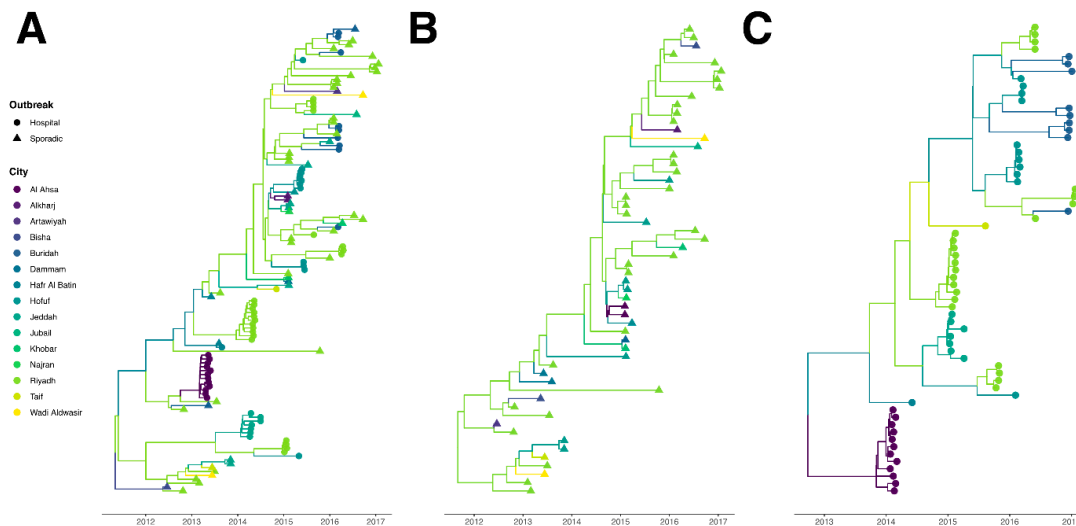 A
B
C
Outbreak
Hospital
Sporadic
City
Al Ahsa
Alkharj
Artawiyah
Bisha
Buridah
Dammam
Hafr Al Batin
Hofuf
Jeddah
Jubail
Khobar
Najran
Riyadh
Taif
Wadi Aldwasir
2012 2013 2014 2015 2016 2017
2012 2013 2014 2015 2016 2017
2013 2014 2015 2016 201